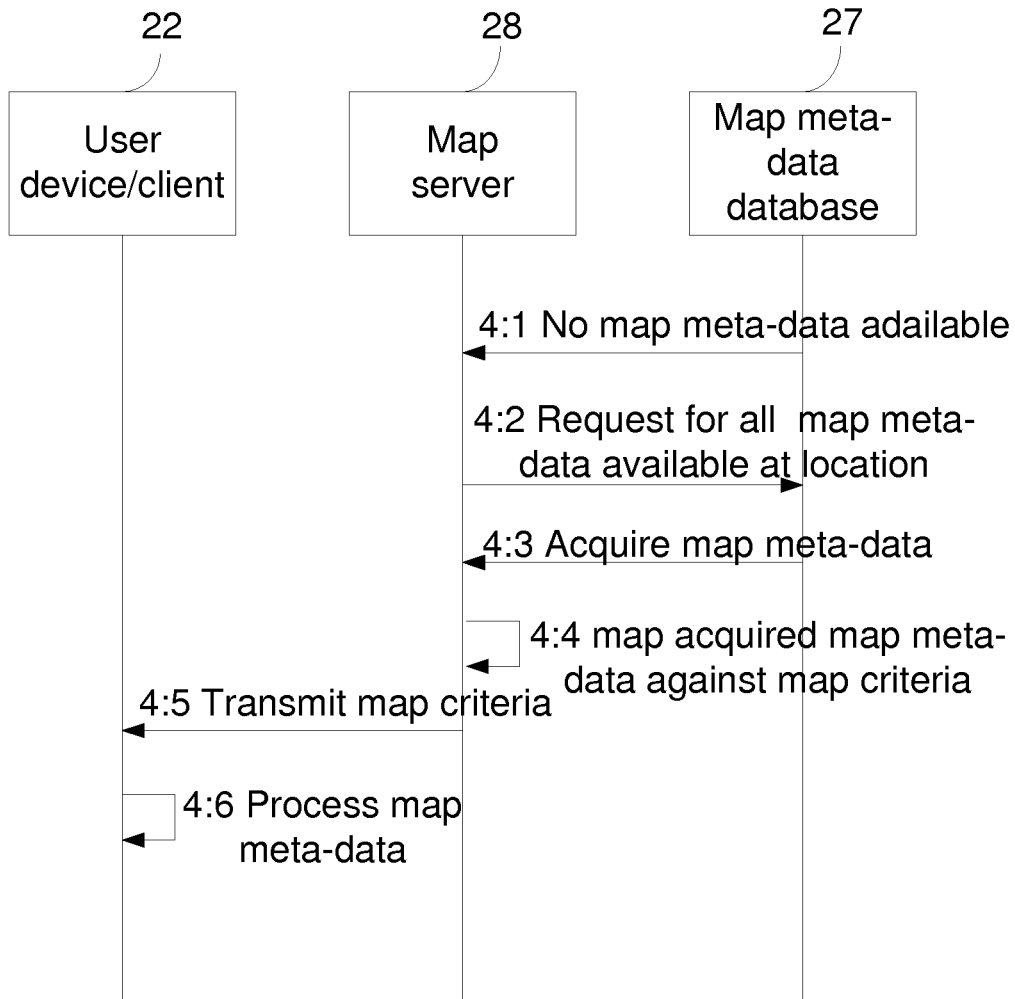 22
28
27
User
device/client
Map
server
Map meta-
data
database
4:1 No map meta-data adailable
4:2 Request for all  map meta-
data available at location
4:3 Acquire map meta-data
4:4 map acquired map meta-
data against map criteria
4:5 Transmit map criteria
4:6 Process map
meta-data